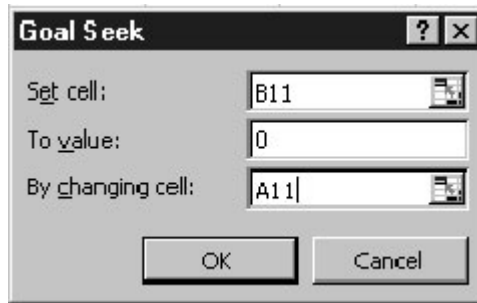 Goal Seek ? ×
Set cell: B11
To value: 0
By changing cell: A11
OK Cancel